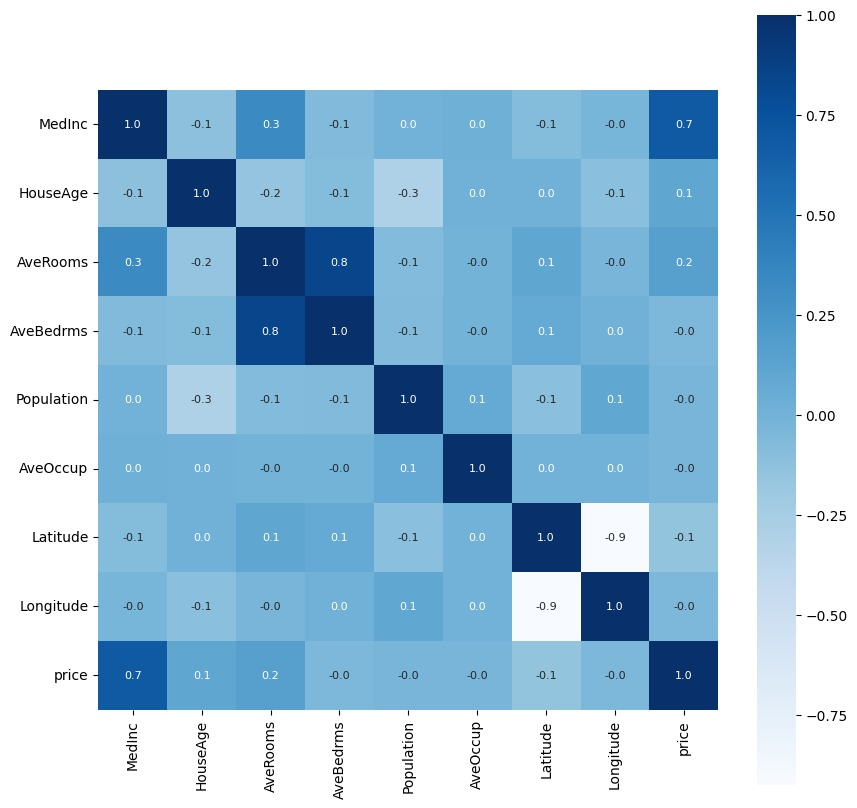 1.00
MedInc 1.0 -0.1 0.3 -0.1 0.0 0.0 -0.1 -0.0 0.7
0.75
HouseAge -0.1 1.0 -0.2 -0.1 -0.3 0.0 0.0 -0.1 0.1
0.50
AveRooms 0.3 -0.2 1.0 0.8 -0.1 -0.0 0.1 -0.0 0.2
0.25
AveBedrms -0.1 -0.1 0.8 1.0 -0.1 -0.0 0.1 0.0 -0.0
Population 0.0 -0.3 -0.1 -0.1 1.0 0.1 -0.1 0.1 -0.0
0.00
AveOccup 0.0 0.0 -0.0 -0.0 0.1 1.0 0.0 0.0 -0.0
−0.25
Latitude -0.1 0.0 0.1 0.1 -0.1 0.0 1.0 -0.9 -0.1
−0.50
Longitude -0.0 -0.1 -0.0 0.0 0.1 0.0 -0.9 1.0 -0.0
price 0.7 0.1 0.2 -0.0 -0.0 -0.0 -0.1 -0.0 1.0
−0.75
MedInc
HouseAge
AveRooms
AveBedrms
Population
AveOccup
Latitude
Longitude
price